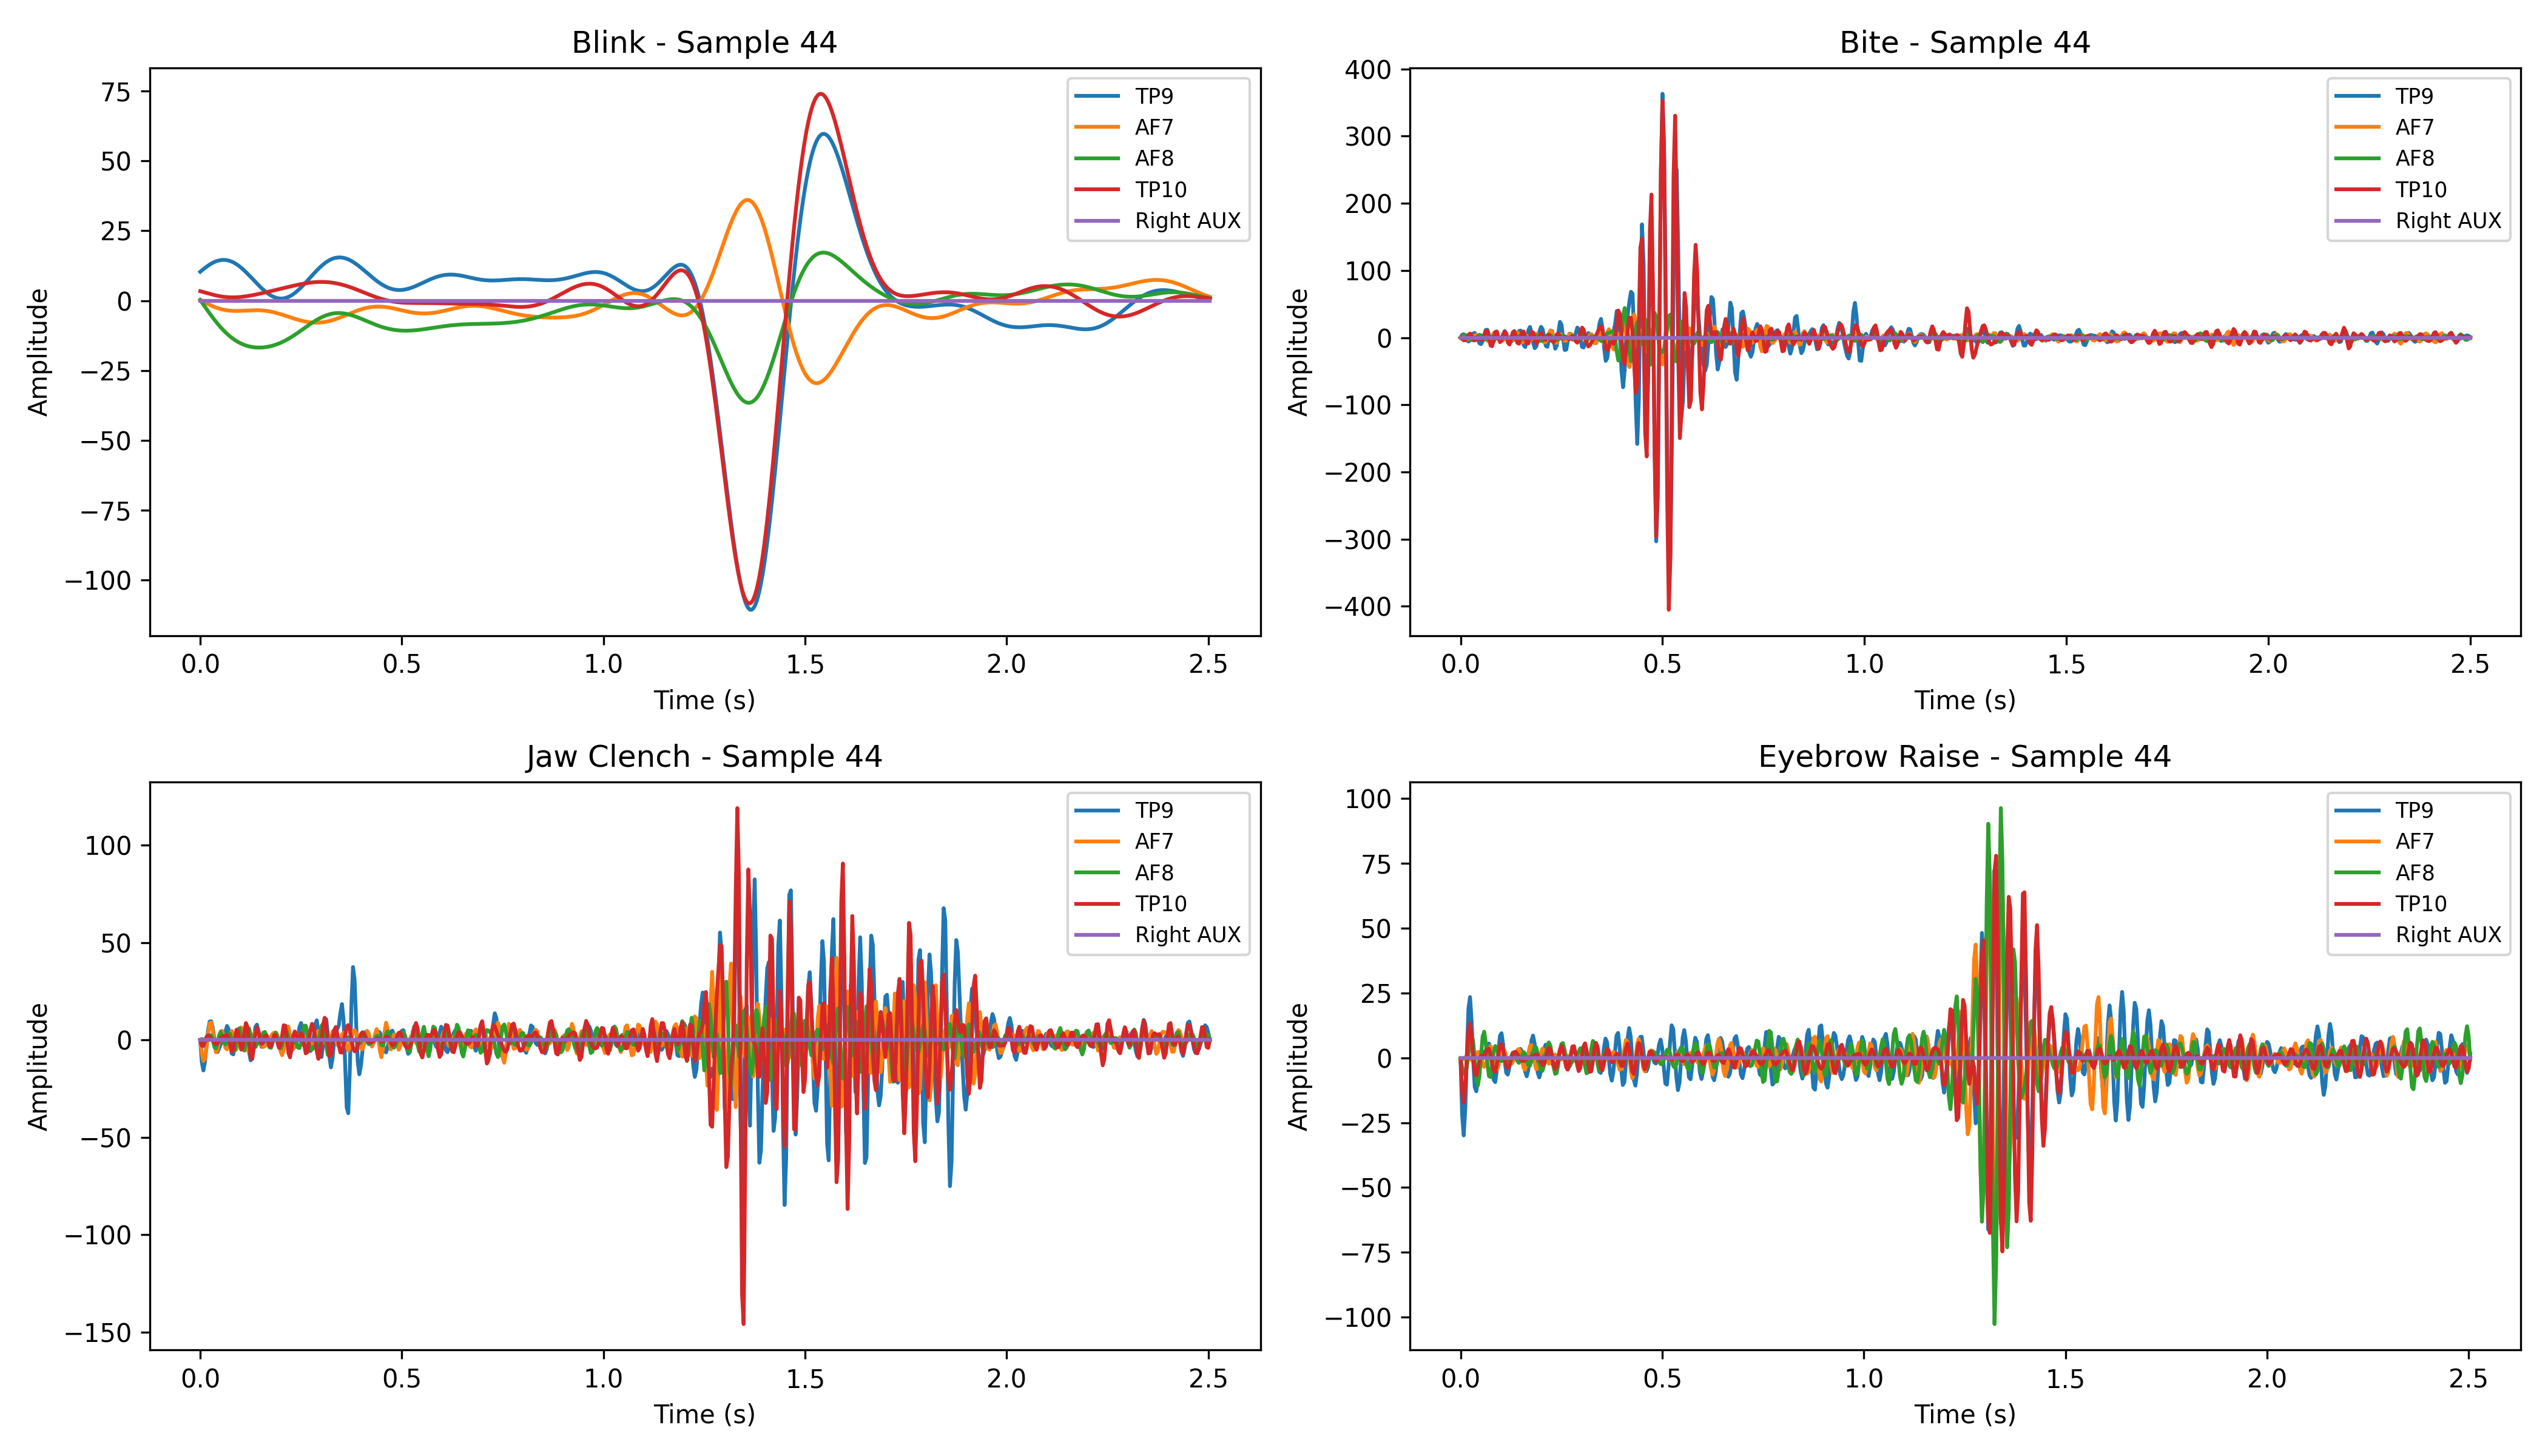 Blink - Sample 44
75
50
25
0
−25
−50
−75
−100
Amplitude
0.0 0.5 1.0 1.5 2.0 2.5
Time (s)
TP9
AF7
AF8
TP10
Right AUX
Bite - Sample 44
400
300
200
100
0
−100
−200
−300
−400
Amplitude
0.0 0.5 1.0 1.5 2.0 2.5
Time (s)
TP9
AF7
AF8
TP10
Right AUX
Jaw Clench - Sample 44
100
50
0
−50
−100
−150
Amplitude
0.0 0.5 1.0 1.5 2.0 2.5
Time (s)
TP9
AF7
AF8
TP10
Right AUX
Eyebrow Raise - Sample 44
100
75
50
25
0
−25
−50
−75
−100
Amplitude
0.0 0.5 1.0 1.5 2.0 2.5
Time (s)
TP9
AF7
AF8
TP10
Right AUX